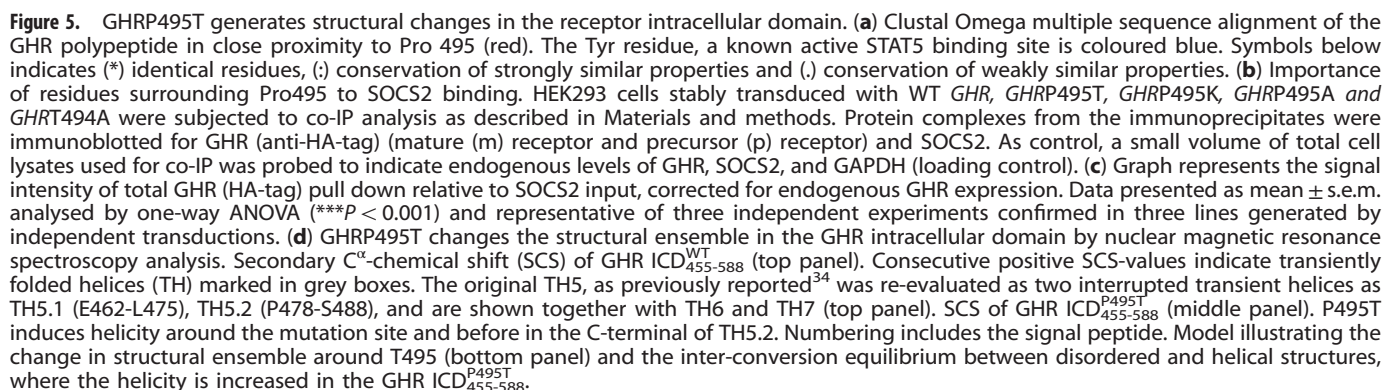 Figure 5. GHRP495T generates structural changes in the receptor intracellular domain. (a) Clustal Omega multiple sequence alignment of the
GHR polypeptide in close proximity to Pro 495 (red). The Tyr residue, a known active STAT5 binding site is coloured blue. Symbols below
indicates (*) identical residues, (:) conservation of strongly similar properties and (.) conservation of weakly similar properties. (b) Importance
of residues surrounding Pro495 to SOCS2 binding. HEK293 cells stably transduced with WT GHR, GHRP495T, GHRP495K, GHRP495A and
GHRT494A were subjected to co-IP analysis as described in Materials and methods. Protein complexes from the immunoprecipitates were
immunoblotted for GHR (anti-HA-tag) (mature (m) receptor and precursor (p) receptor) and SOCS2. As control, a small volume of total cell
lysates used for co-IP was probed to indicate endogenous levels of GHR, SOCS2, and GAPDH (loading control). (c) Graph represents the signal
intensity of total GHR (HA-tag) pull down relative to SOCS2 input, corrected for endogenous GHR expression. Data presented as mean ± s.e.m.
analysed by one-way ANOVA (***P < 0.001) and representative of three independent experiments confirmed in three lines generated by
independent transductions. (d) GHRP495T changes the structural ensemble in the GHR intracellular domain by nuclear magnetic resonance
spectroscopy analysis. Secondary Cα-chemical shift (SCS) of GHR ICD WT 455-588 (top panel). Consecutive positive SCS-values indicate transiently
folded helices (TH) marked in grey boxes. The original TH5, as previously reported34 was re-evaluated as two interrupted transient helices as
TH5.1 (E462-L475), TH5.2 (P478-S488), and are shown together with TH6 and TH7 (top panel). SCS of GHR ICD P495T 455-588 (middle panel). P495T
induces helicity around the mutation site and before in the C-terminal of TH5.2. Numbering includes the signal peptide. Model illustrating the
change in structural ensemble around T495 (bottom panel) and the inter-conversion equilibrium between disordered and helical structures,
where the helicity is increased in the GHR ICD P495T 455-588.